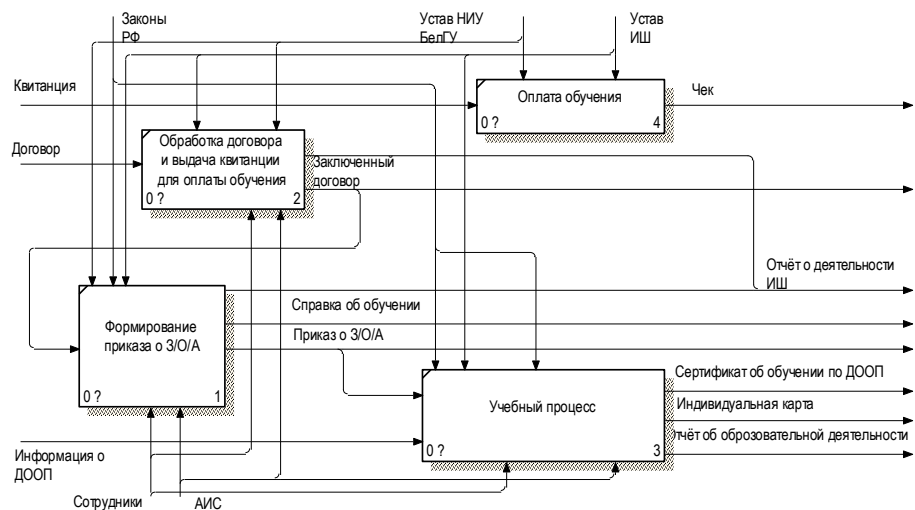 Законы
РФ
Устав НИУ
БелГУ
Устав
ИШ
Квитанция
Оплата обучения
0 ?
4
Чек
Договор
Обработка договора
и выдача квитанции
для оплаты обучения
0 ?
2
Заключенный
договор
Отчёт о деятельности
ИШ
Справка об обучении
Приказ о З/О/А
Формирование
приказа о З/О/А
0 ?
1
Сертификат об обучении по ДООП
Учебный процесс
0 ?
3
Индивидуальная карта
тчёт об оброзовательной деятельности
Информация о
ДООП
Сотрудники
АИС